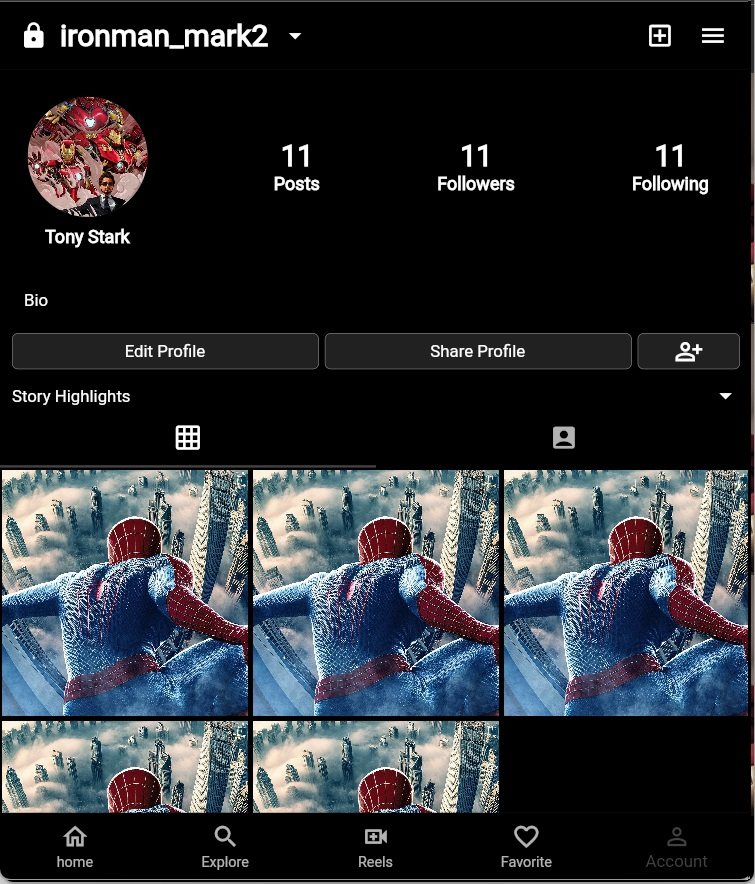 ironman_mark2
11 11 11
Posts Followers Following
Tony Stark
Bio
Edit Profile Share Profile
Story Highlights
home Explore Reels Favorite Account